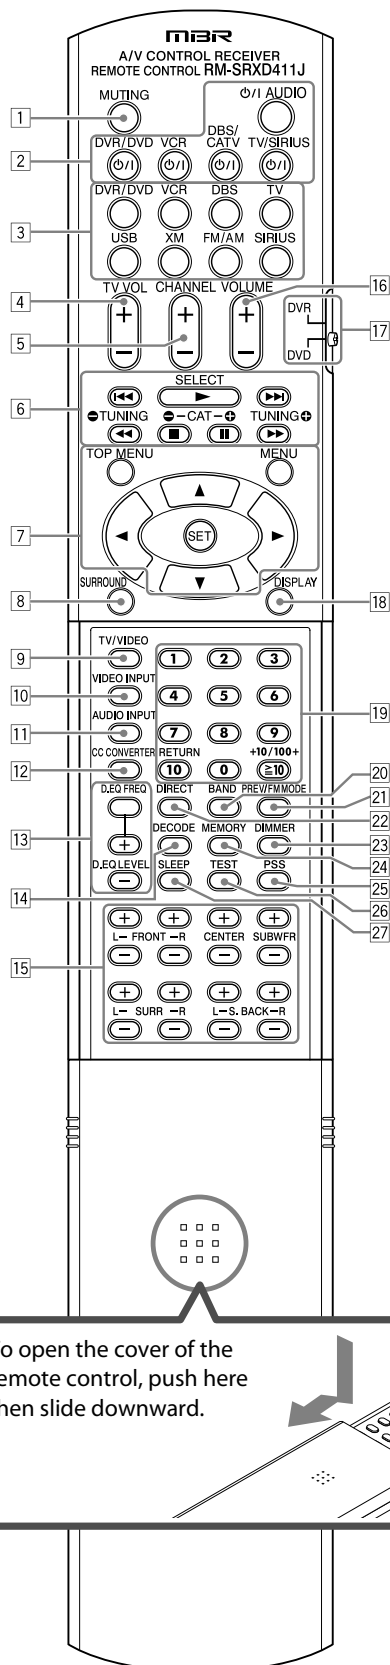 MBR
A/V CONTROL RECEIVER
REMOTE CONTROL RM-SRXD411J
MUTING
⏻/I AUDIO
1
2
DVR/DVD VCR DBS/CATV TV/SIRIUS
⏻/I ⏻/I ⏻/I ⏻/I
3
DVR/DVD VCR DBS TV
USB XM FM/AM SIRIUS
4
TV VOL CHANNEL VOLUME
16
+ + +
DVR
17
5
DVD
– – –
SELECT
6
TUNING – CAT – TUNING
TOP MENU MENU
7
SET
SURROUND DISPLAY
8
18
TV/VIDEO
9
1 2 3
VIDEO INPUT
10
4 5 6
19
AUDIO INPUT
11
7 8 9
CC CONVERTER RETURN +10/100+
12
10 0 ≧10
20
D.EQ FREQ DIRECT BAND PREV/FM MODE
21
13
22
DECODE MEMORY DIMMER
+
23
24
D.EQ LEVEL SLEEP TEST PSS
14
–
25
26
27
+ + + +
L– FRONT –R CENTER SUBWFR
– – – –
15
+ + + +
L– SURR –R L–S.BACK–R
– – – –
open the cover of the
control, push here
slide downward.